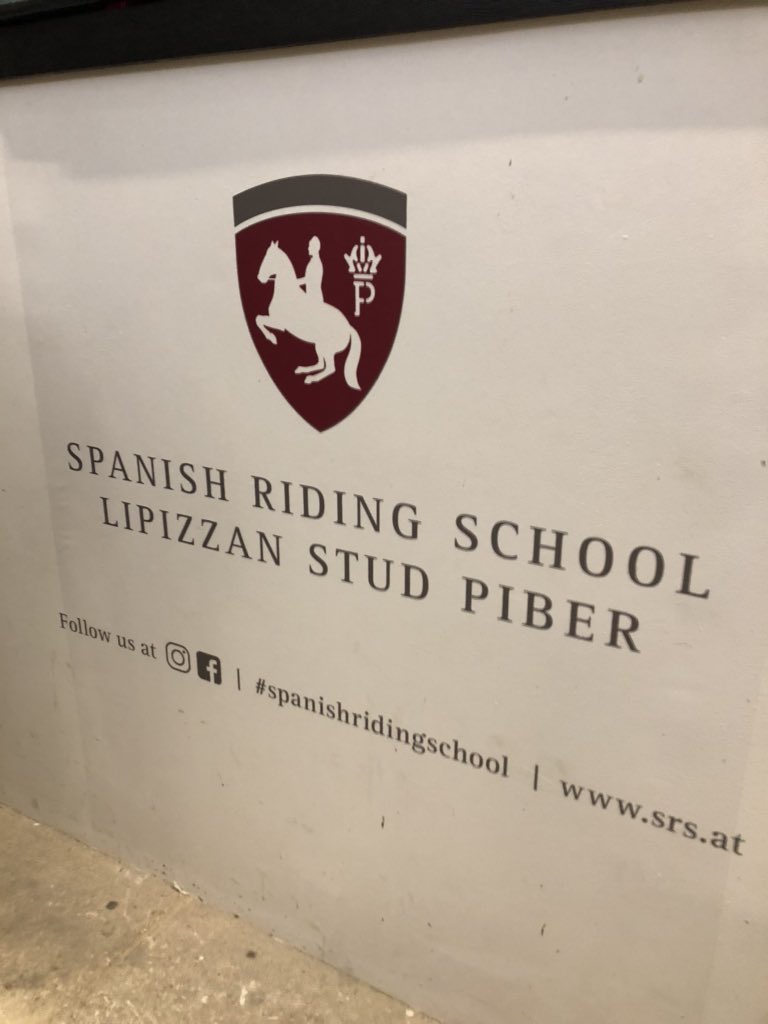 P
SPANISH RIDING SCHOOL
LIPIZZAN STUD PIBER
Follow us at | #spanishridingschool | www.srs.at